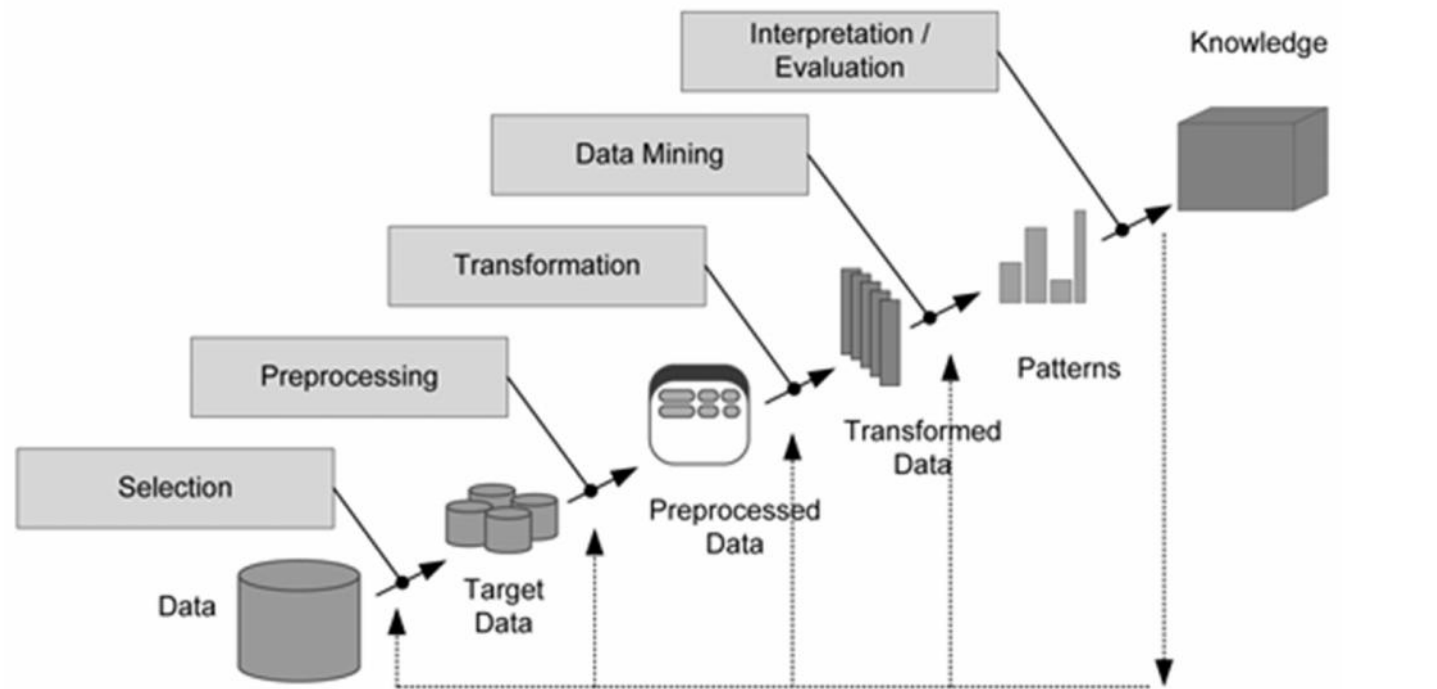 Interpretation /
Evaluation
Knowledge
Data Mining
Transformation
Patterns
Preprocessing
Transformed
Data
Selection
Preprocessed
Data
Target
Data
Data